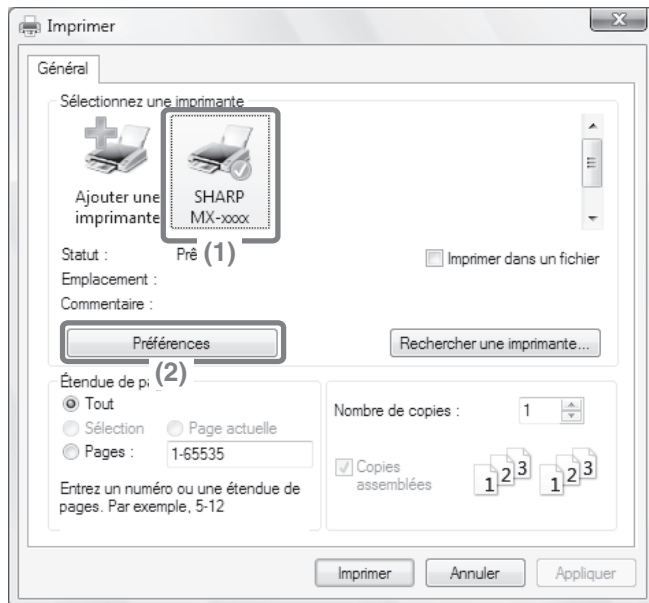 Imprimer
Général
Sélectionnez une imprimante
Ajouter une imprimante
SHARP MX-xxxx
(1)
Statut :
Emplacement :
Commentaire :
Imprimer dans un fichier
Préférences
Rechercher une imprimante...
(2)
Étendue de
Tout
Sélection
Page actuelle
Pages :
1-65535
Entrez un numéro ou une étendue de
pages. Par exemple, 5-12
Nombre de copies :
1
Copies
assemblées
1 2 3
1 2 3
Imprimer
Annuler
Appliquer